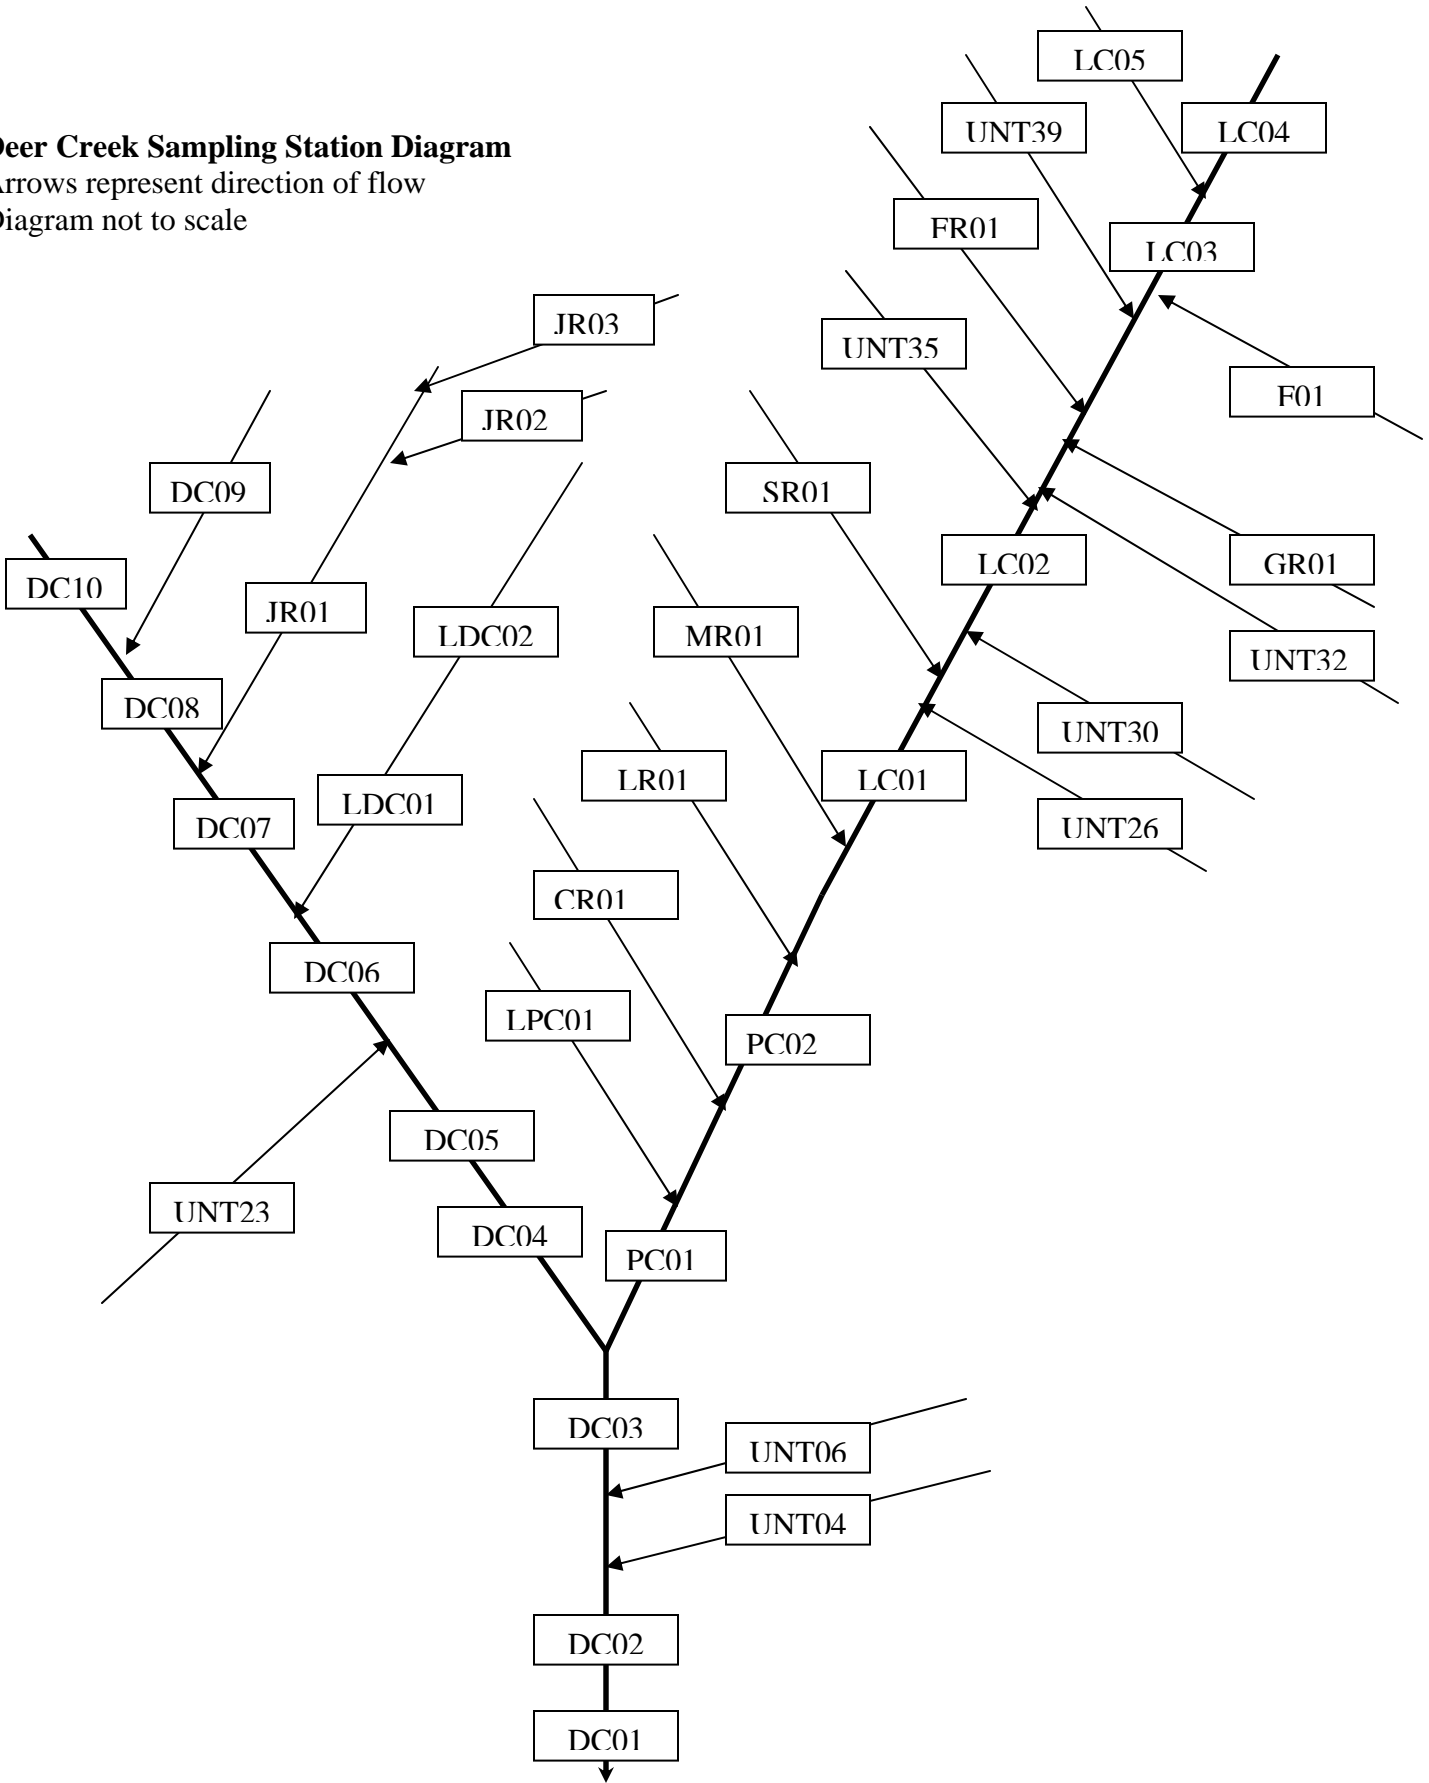 eer Creek Sampling Station Diagram
rrows represent direction of flow
iagram not to scale
LC05
UNT39
LC04
FR01
LC03
JR03
UNT35
F01
JR02
DC09
SR01
LC02
GR01
DC10
JR01
LDC02
MR01
UNT32
DC08
UNT30
LR01
LC01
LDC01
DC07
UNT26
CR01
DC06
LPC01
PC02
DC05
UNT23
DC04
PC01
DC03
UNT06
UNT04
DC02
DC01